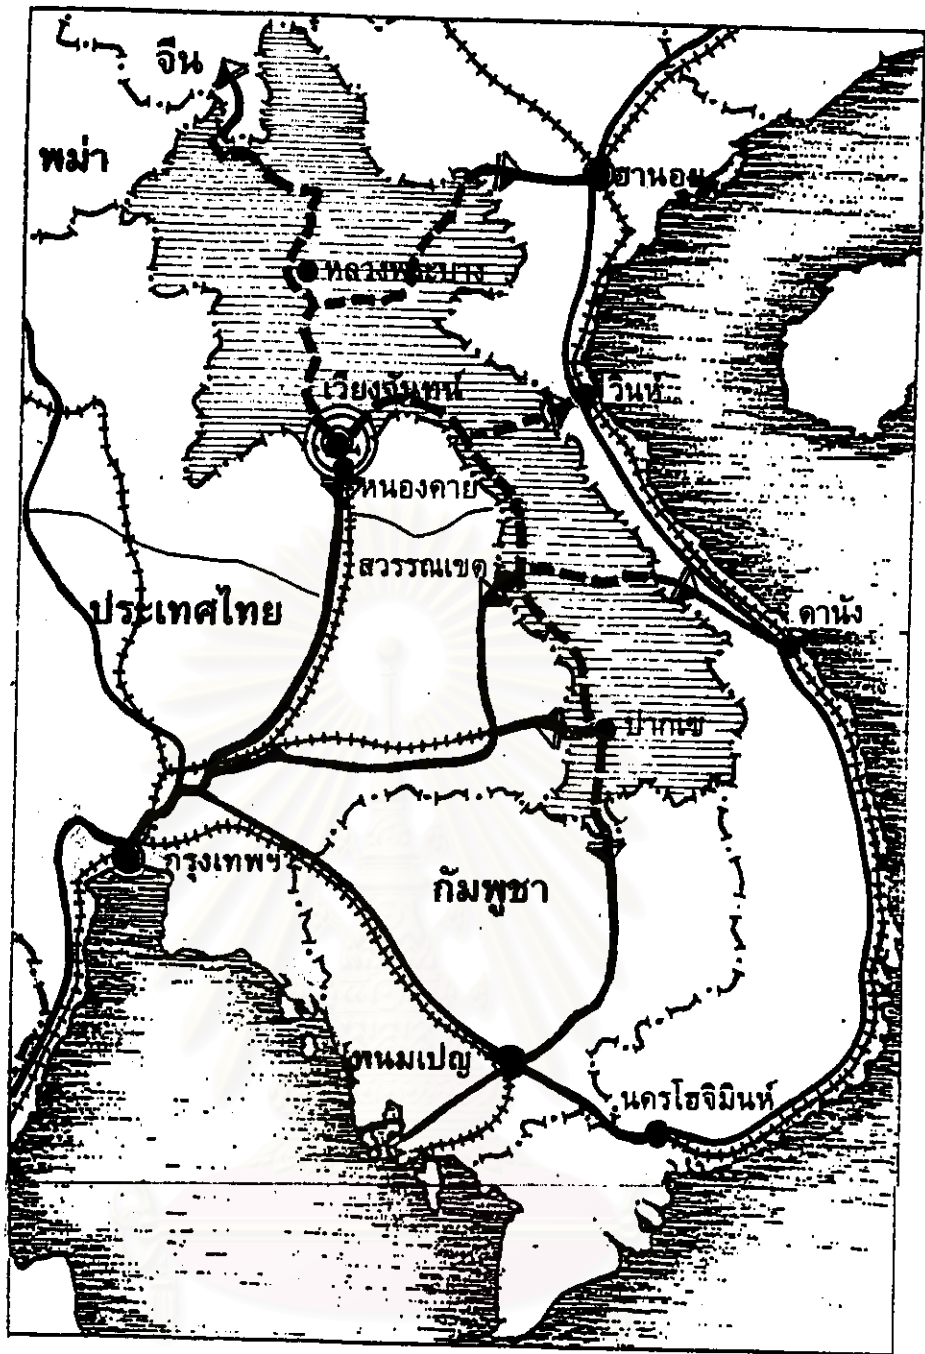 จีน
พม่า
ฮานอย
หลวงพระบาง
เวียงจันทน์
วินห์
หนองคาย
สวรรณเขต
ประเทศไทย
ดานัง
ปากเซ
กรุงเทพฯ
กัมพูชา
พนมเปญ
นครโฮจิมินห์